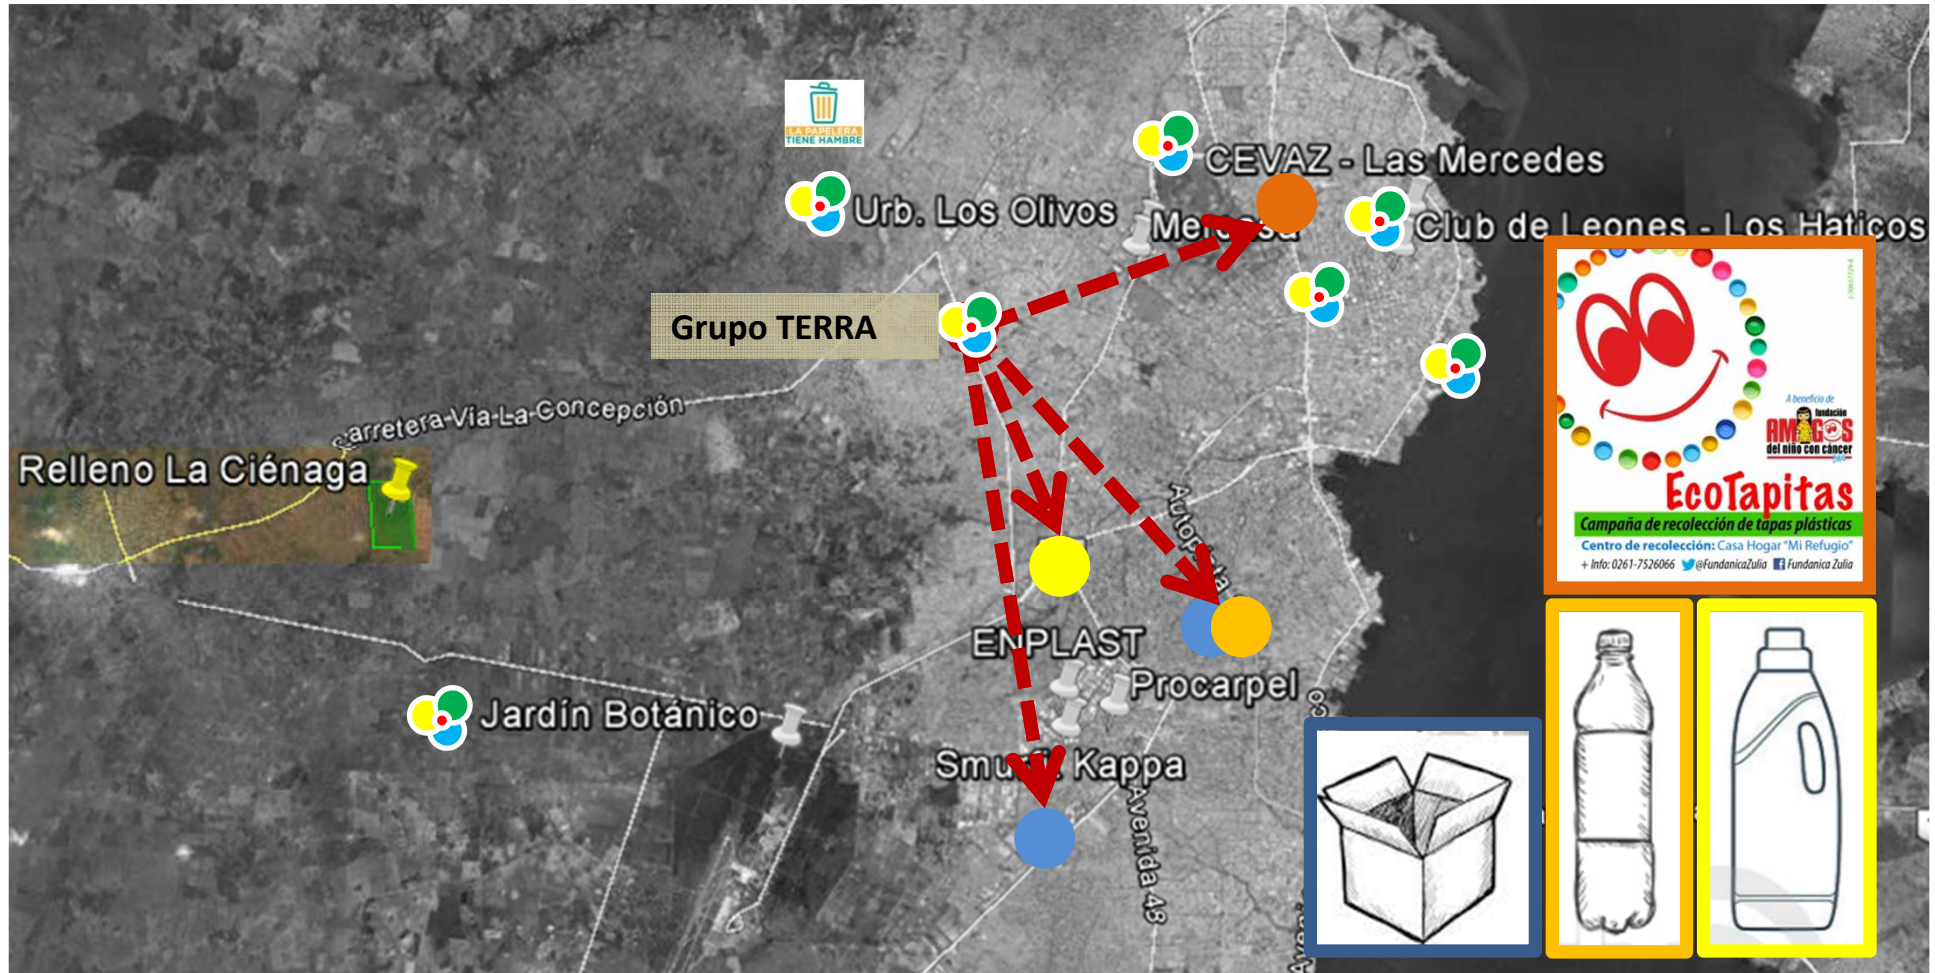 LA PAPELERA
TIENE HAMBRE
CEVAZ - Las Mercedes
Urb. Los Olivos
Club de Leones - Los Haticos
Grupo TERRA
Carretera Vía La Concepción
Relleno La Ciénaga
A beneficio de
fundación
AMIGOS
del niño con cáncer
EcoTapitas
Campaña de recolección de tapas plásticas
Centro de recolección: Casa Hogar "Mi Refugio"
+ Info: 0261-7526066 @FundanicaZulia Fundanica Zulia
Autopista
ENPLAST
Procarpel
Jardín Botánico
Kappa
Avenida 48